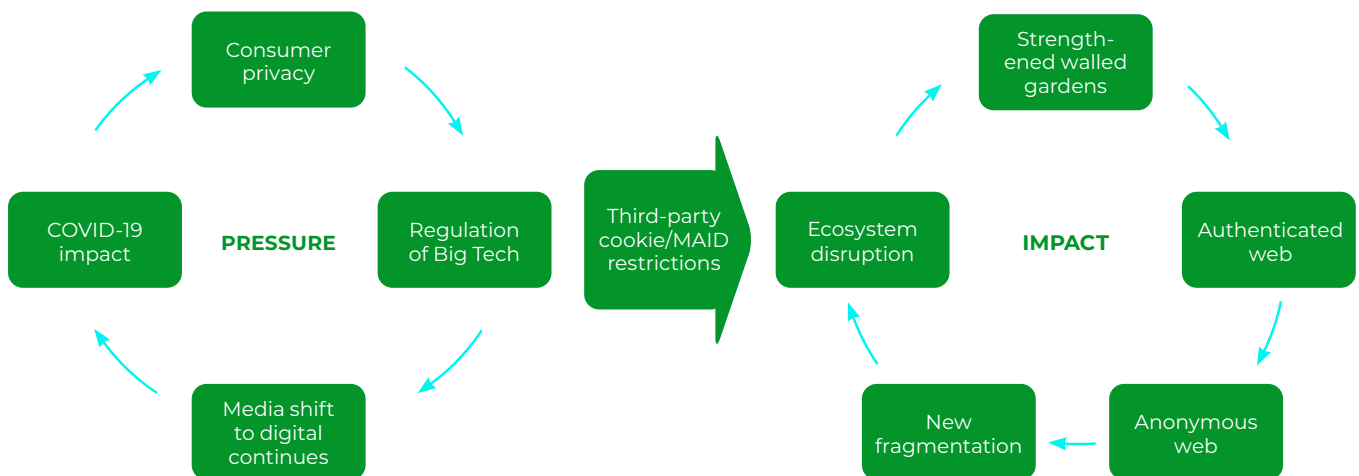 Consumer
privacy
COVID-19
impact
PRESSURE
Regulation
of Big Tech
Media shift
to digital
continues
Third-party
cookie/MAID
restrictions
Strength-
ened walled
gardens
Ecosystem
disruption
IMPACT
Authenticated
web
New
fragmentation
Anonymous
web